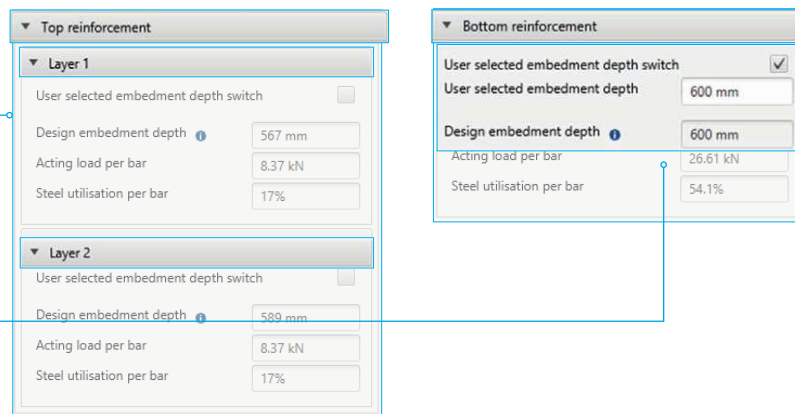 Top reinforcement
Layer 1
User selected embedment depth switch
Design embedment depth 567 mm
Acting load per bar 8.37 kN
Steel utilisation per bar 17%
Layer 2
User selected embedment depth switch
Design embedment depth 589 mm
Acting load per bar 8.37 kN
Steel utilisation per bar 17%
Bottom reinforcement
User selected embedment depth switch
User selected embedment depth 600 mm
Design embedment depth 600 mm
Acting load per bar 26.61 kN
Steel utilisation per bar 54.1%